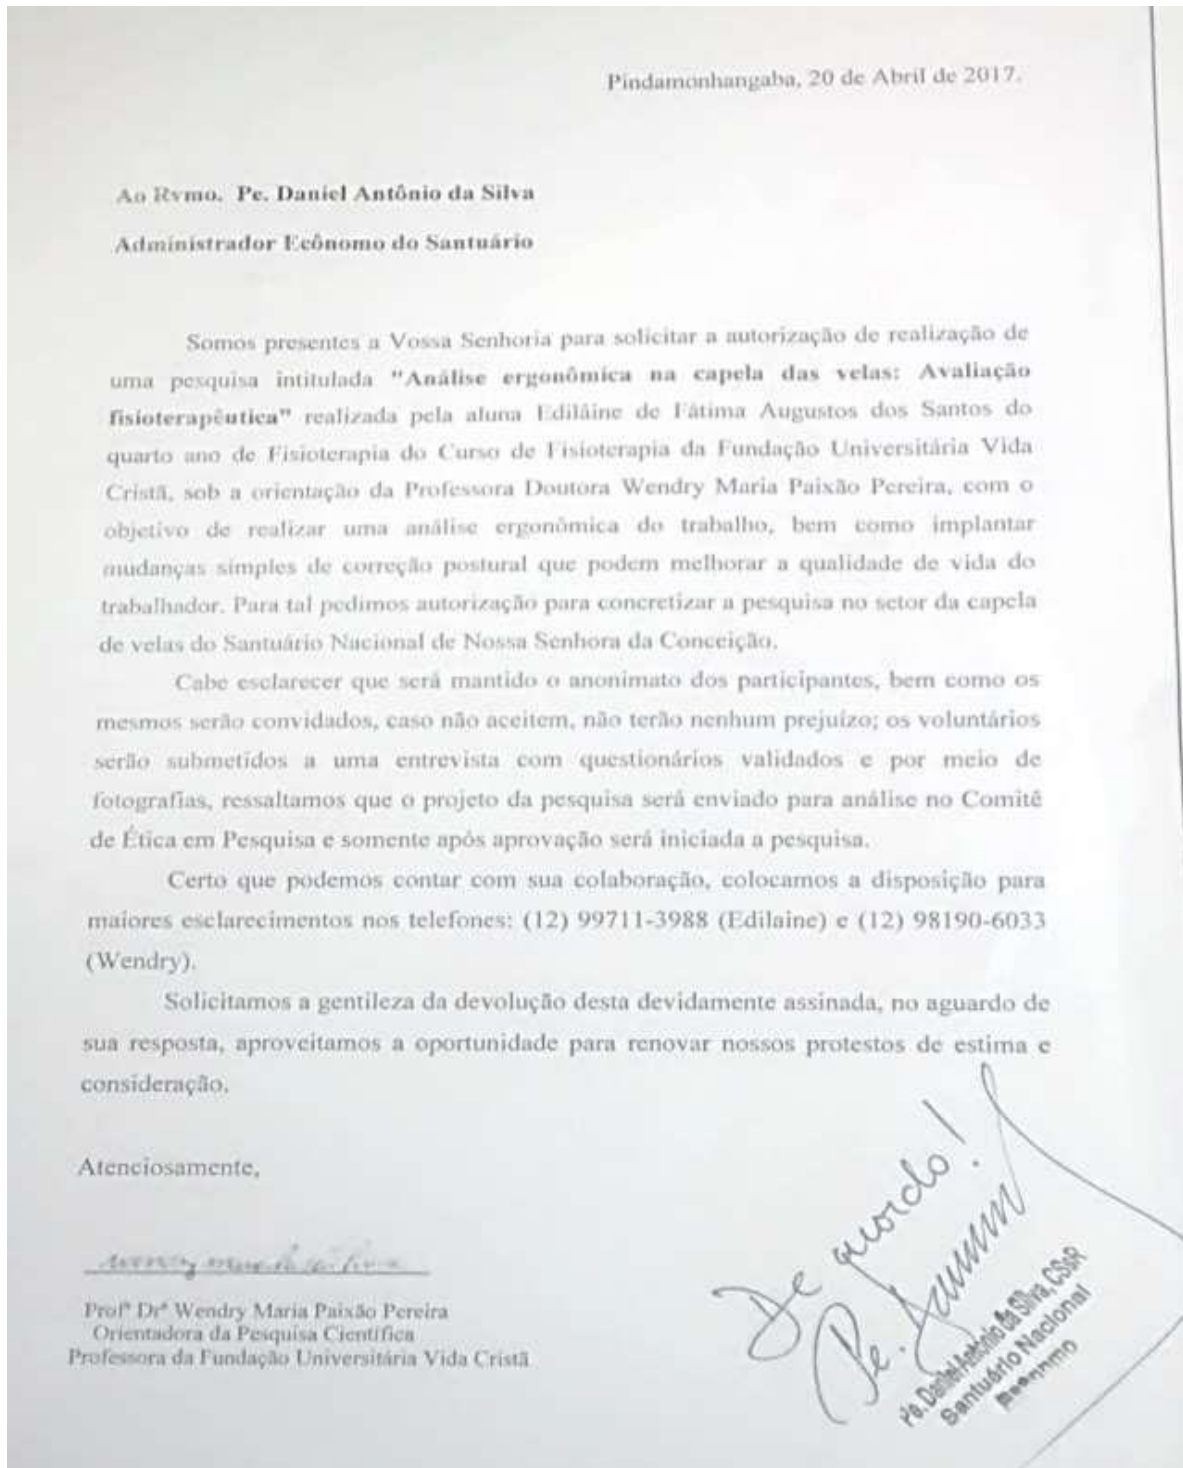 Pindamonhangaba, 20 de Abril de 2017.
Ao Rvmo. Pe. Daniel Antônio da Silva
Administrador Ecônomo do Santuário
Somos presentes a Vossa Senhoria para solicitar a autorização de realização de
uma pesquisa intitulada "Análise ergonômica na capela das velas: Avaliação
fisioterapêutica" realizada pela aluna Edilâine de Fátima Augustos dos Santos do
quarto ano de Fisioterapia do Curso de Fisioterapia da Fundação Universitária Vida
Cristã, sob a orientação da Professora Doutora Wendry Maria Paixão Pereira, com o
objetivo de realizar uma análise ergonômica do trabalho, bem como implantar
mudanças simples de correção postural que podem melhorar a qualidade de vida do
trabalhador. Para tal pedimos autorização para concretizar a pesquisa no setor da capela
de velas do Santuário Nacional de Nossa Senhora da Conceição.
Cabe esclarecer que será mantido o anonimato dos participantes, bem como os
mesmos serão convidados, caso não aceitem, não terão nenhum prejuízo; os voluntários
serão submetidos a uma entrevista com questionários validados e por meio de
fotografias, ressaltamos que o projeto da pesquisa será enviado para análise no Comitê
de Ética em Pesquisa e somente após aprovação será iniciada a pesquisa.
Certo que podemos contar com sua colaboração, colocamos a disposição para
maiores esclarecimentos nos telefones: (12) 99711-3988 (Edilaine) e (12) 98190-6033
(Wendry).
Solicitamos a gentileza da devolução desta devidamente assinada, no aguardo de
sua resposta, aproveitamos a oportunidade para renovar nossos protestos de estima e
consideração.
Atenciosamente,
Profª Drª Wendry Maria Paixão Pereira
Orientadora da Pesquisa Científica
Professora da Fundação Universitária Vida Cristã
De acordo!
Pe.
Pe. Daniel Antônio da Silva, CSsR
Santuário Nacional
Ecônomo